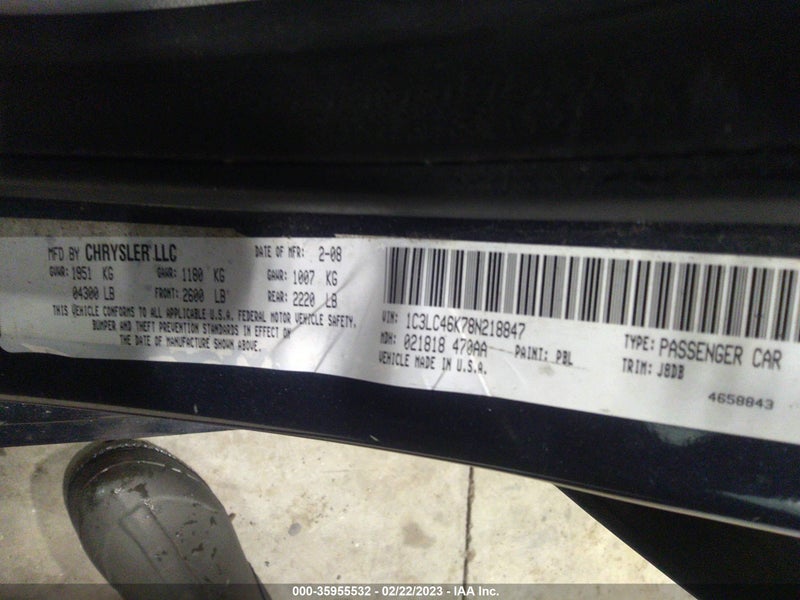 MFD BY CHRYSLER LLC DATE OF MFR: 2-08
GVWR: 1951 KG GAWR: 1180 KG GAWR: 1007 KG
04300 LB FRONT: 2600 LB REAR: 2220 LB
THIS VEHICLE CONFORMS TO ALL APPLICABLE U.S.A. FEDERAL MOTOR VEHICLE SAFETY,
BUMPER AND THEFT PREVENTION STANDARDS IN EFFECT ON
THE DATE OF MANUFACTURE SHOWN ABOVE.
VIN: 1C3LC46K78N218847 TYPE: PASSENGER CAR
MDH: 021818 470AA PAINT: PBL TRIM: J8DB
VEHICLE MADE IN U.S.A.
4658843
000-35955532 - 02/22/2023 - IAA Inc.